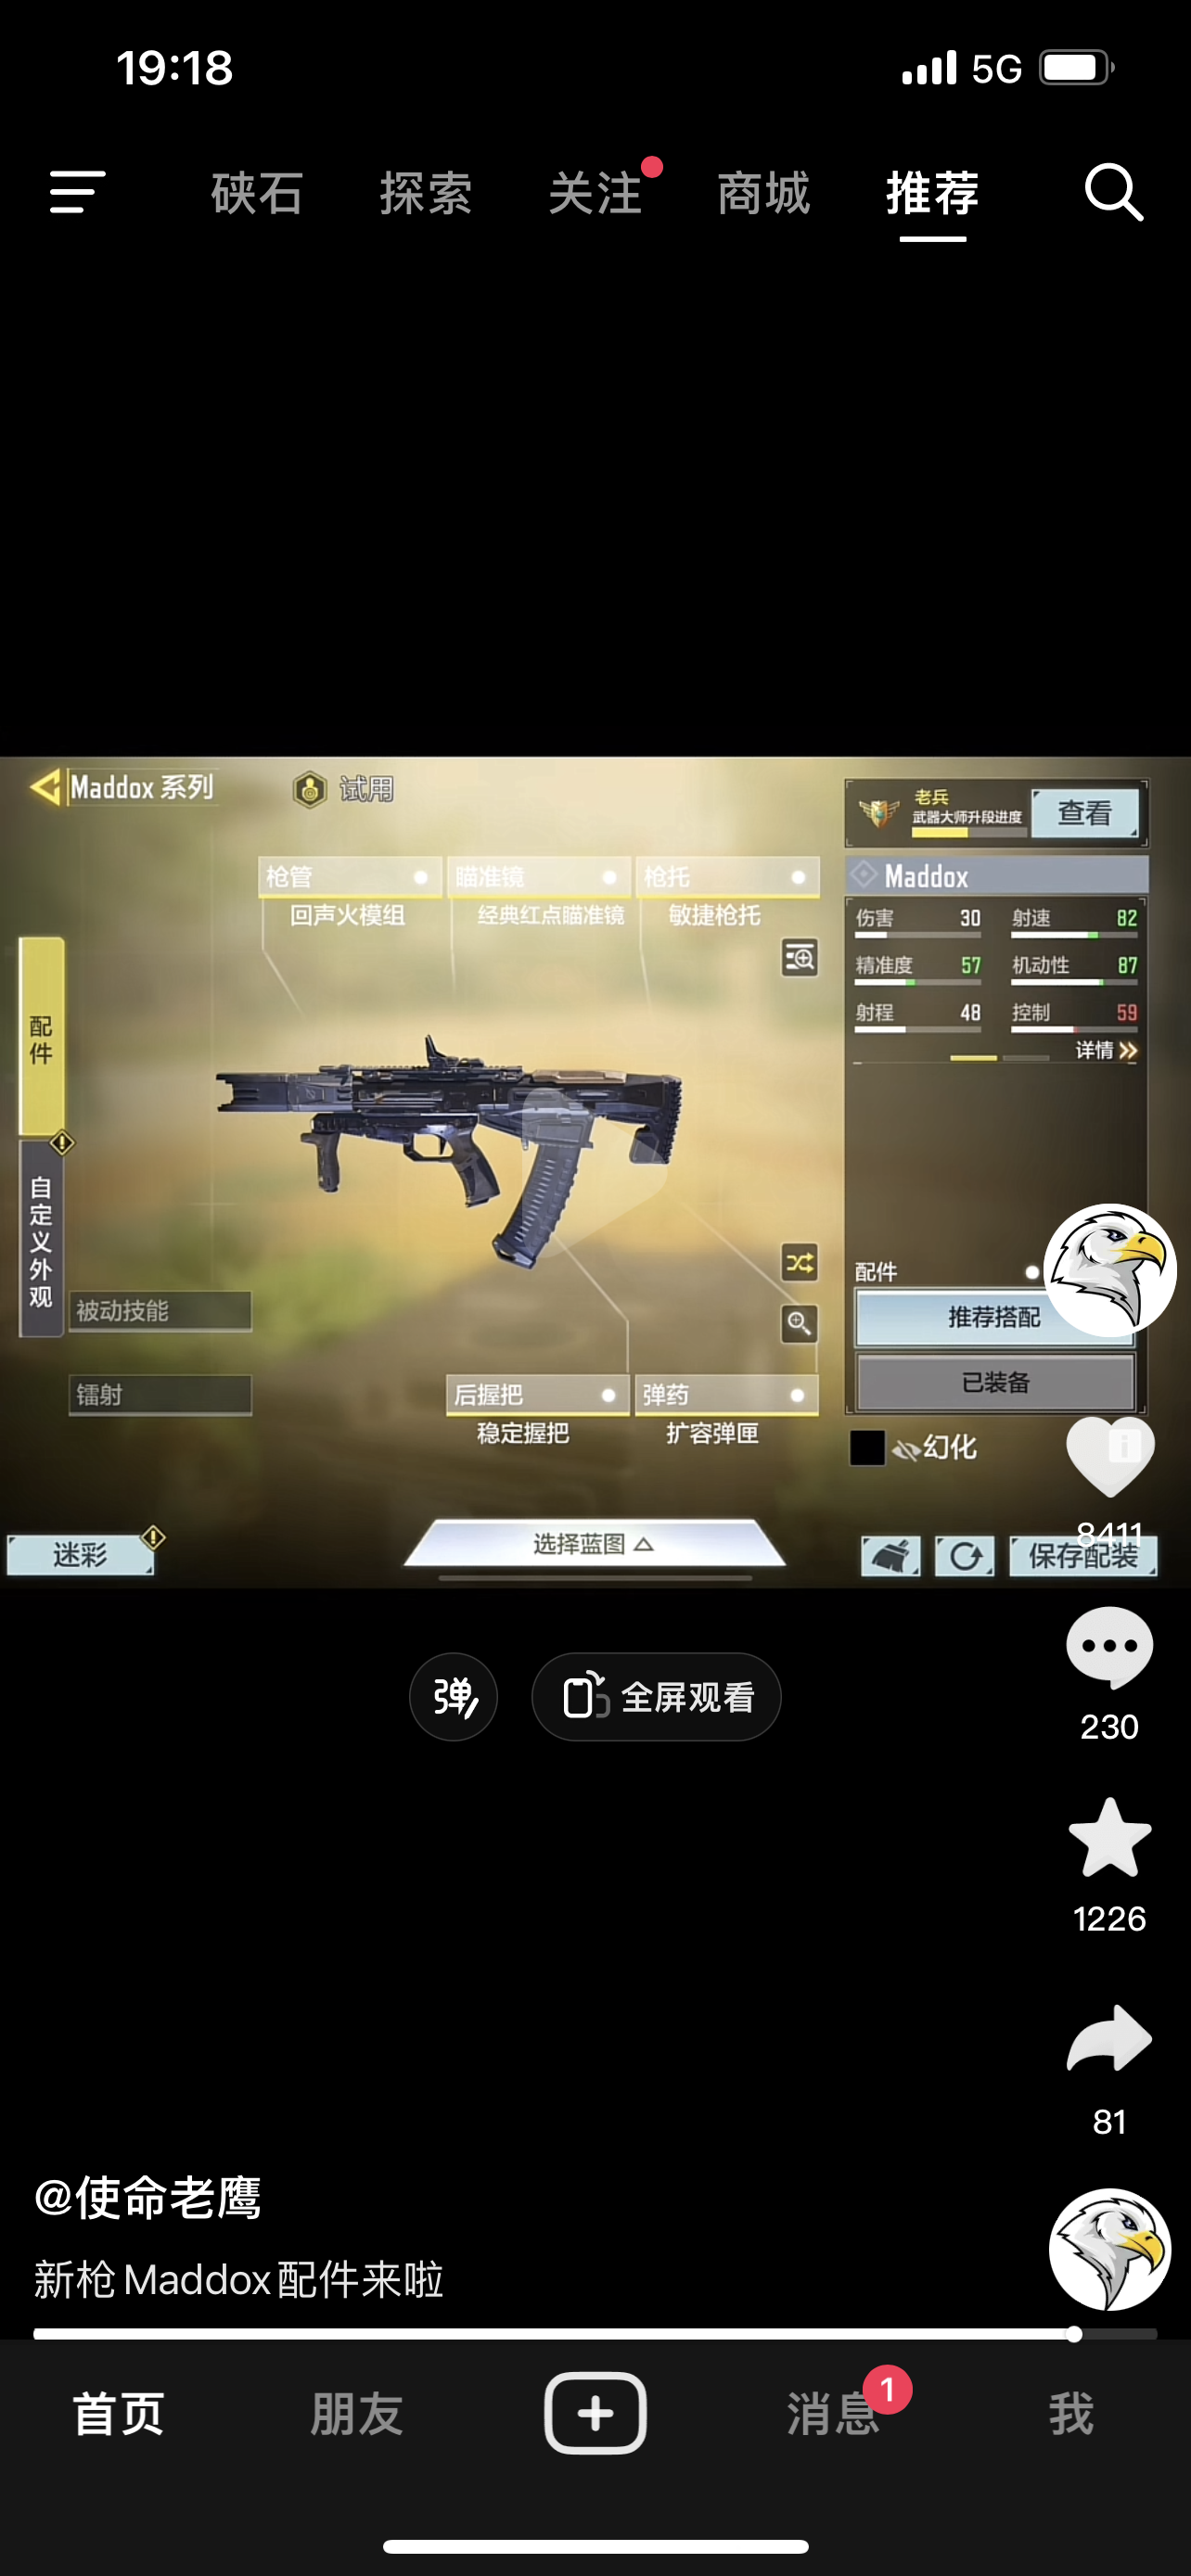 19:18
5G
硖石
探索
关注
商城
推荐
Maddox 系列
试用
老兵
武器大师升段进度
查看
枪管
瞄准镜
枪托
回声火模组
经典红点瞄准镜
敏捷枪托
Maddox
伤害 30
射速 82
精准度 57
机动性 87
射程 48
控制 59
详情
配件
自定义外观
被动技能
镭射
后握把
弹药
稳定握把
扩容弹匣
配件
推荐搭配
已装备
幻化
迷彩
选择蓝图
保存配装
8411
弹
全屏观看
230
1226
81
@使命老鹰
新枪Maddox配件来啦
首页
朋友
消息
1
我